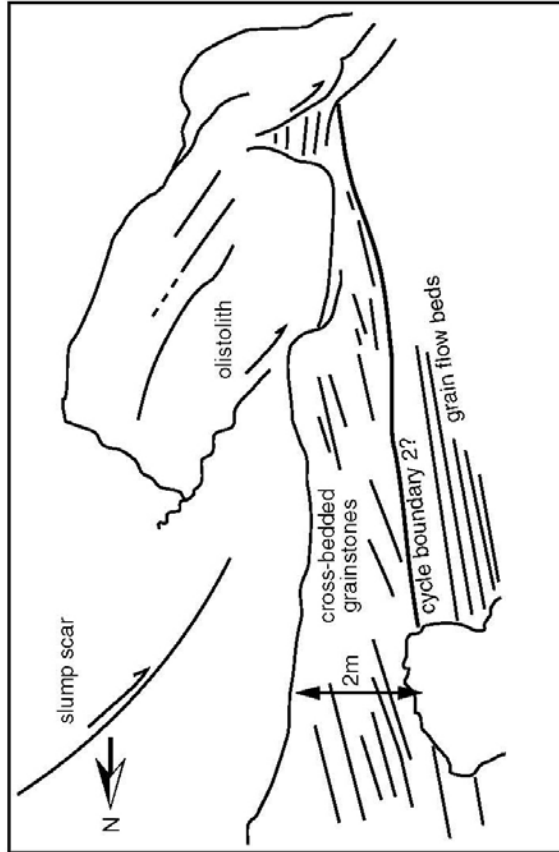 slump scar
N
olistolith
cross-bedded
grainstones
2m
cycle boundary 2?
grain flow beds